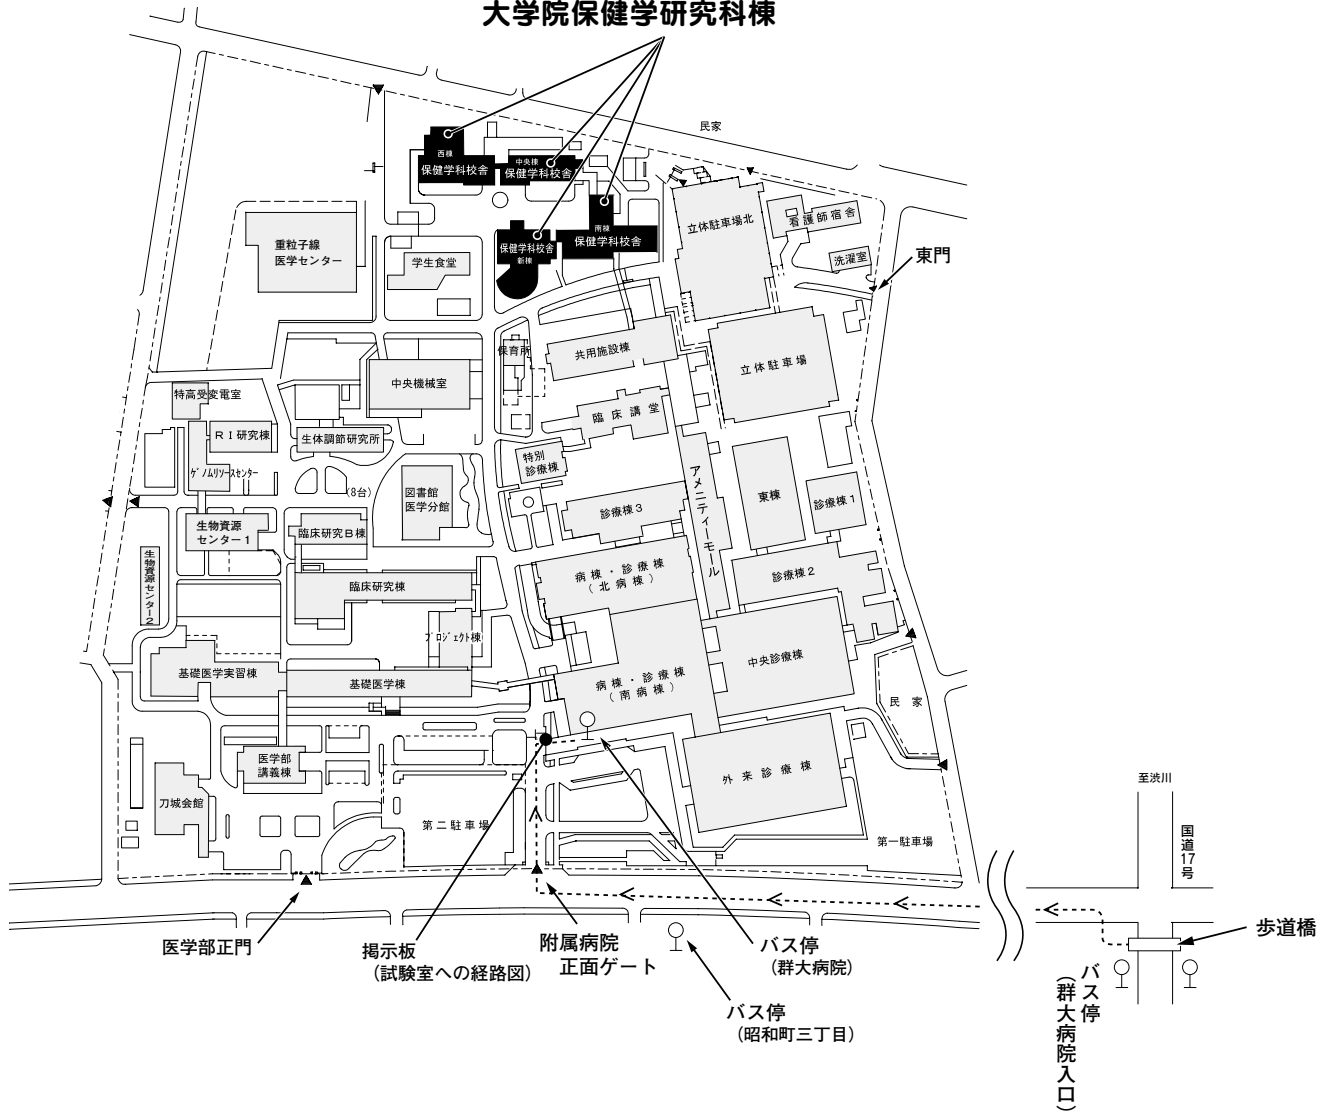 大学院保健学研究科棟
民家
西棟
保健学科校舎
中央棟
保健学科校舎
南棟
保健学科校舎
保健学科校舎
新棟
立体駐車場北
看護師宿舎
洗濯室
東門
重粒子線
医学センター
学生食堂
保育所
共用施設棟
立体駐車場
中央機械室
特高受変電室
臨床講堂
RI研究棟
生体調節研究所
ゲノムリソースセンター
特別
診療棟
アメニティーモール
(8台)
図書館
医学分館
東棟
診療棟1
診療棟3
生物資源
センター1
臨床研究B棟
生物資源センター2
病棟・診療棟
(北病棟)
診療棟2
臨床研究棟
プロジェクト棟
中央診療棟
基礎医学実習棟
基礎医学棟
病棟・診療棟
(南病棟)
民家
医学部
講義棟
外来診療棟
刀城会館
第二駐車場
第一駐車場
至渋川
国道17号
医学部正門
掲示板
(試験室への経路図)
附属病院
正面ゲート
バス停
(群大病院)
バス停
(昭和町三丁目)
歩道橋
バス停
(群大病院入口)